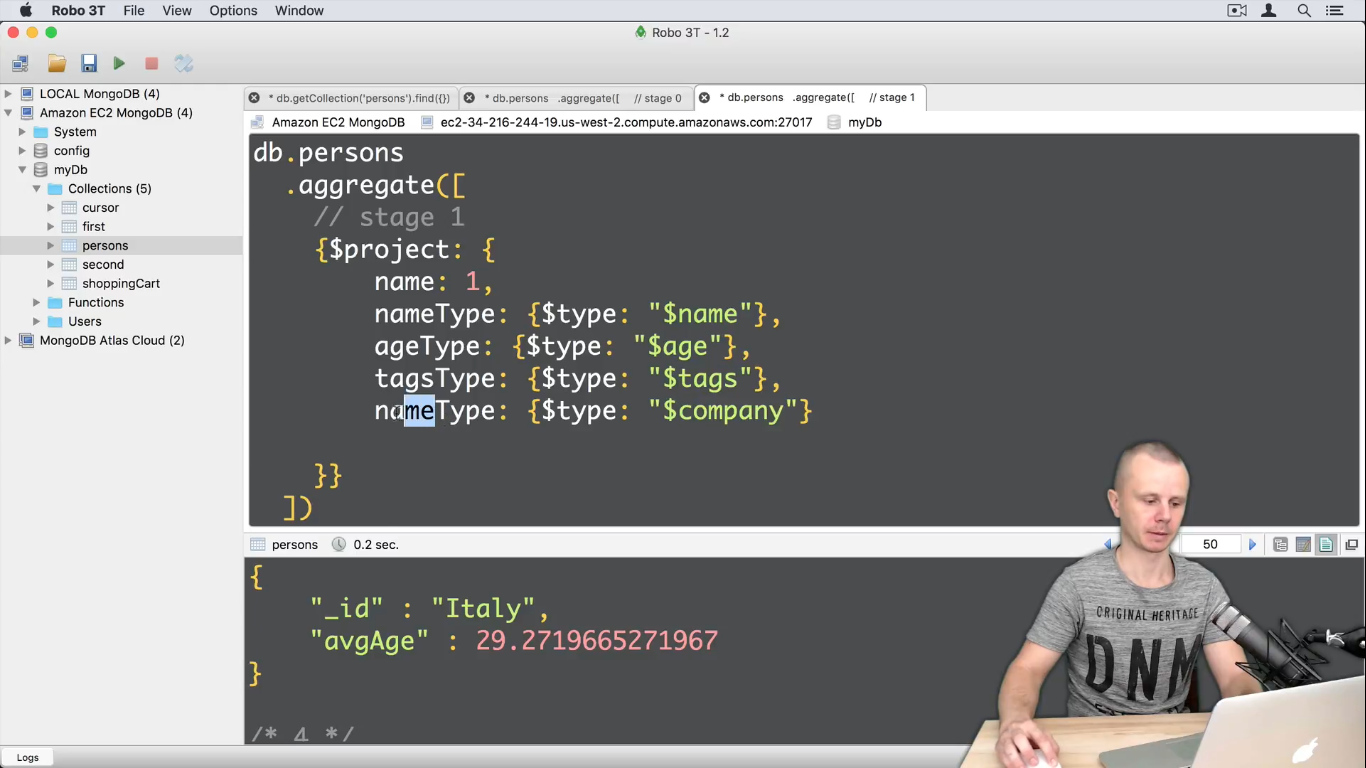 Robo 3T File View Options Window
Robo 3T - 1.2
LOCAL MongoDB (4)
Amazon EC2 MongoDB (4)
System
config
myDb
Collections (5)
cursor
first
persons
second
shoppingCart
Functions
Users
MongoDB Atlas Cloud (2)
* db.getCollection('persons').find({}) * db.persons .aggregate([ // stage 0 * db.persons .aggregate([ // stage 1
Amazon EC2 MongoDB ec2-34-216-244-19.us-west-2.compute.amazonaws.com:27017 myDb
db.persons
.aggregate([
// stage 1
{$project: {
name: 1,
nameType: {$type: "$name"},
ageType: {$type: "$age"},
tagsType: {$type: "$tags"},
nameType: {$type: "$company"}
}}
])
persons 0.2 sec. 50
{
"_id" : "Italy",
"avgAge" : 29.2719665271967
}
/* 4 */
ORIGINAL HERITAGE
DNM
Logs